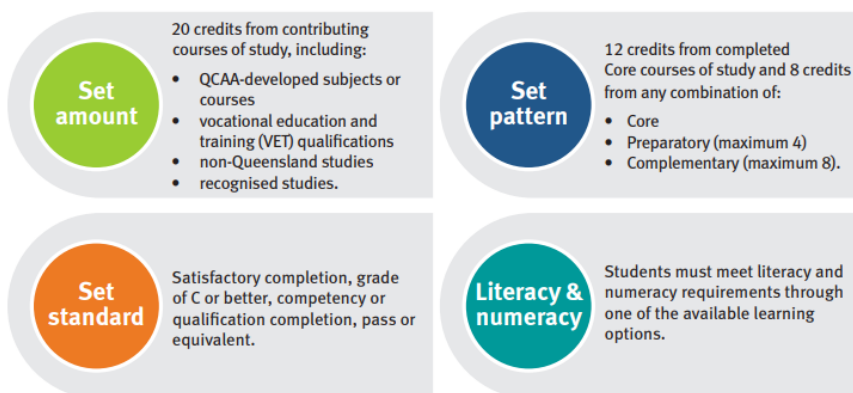 Set
amount
20 credits from contributing
courses of study, including:
• QCAA-developed subjects or
courses
• vocational education and
training (VET) qualifications
• non-Queensland studies
• recognised studies.
Set
pattern
12 credits from completed
Core courses of study and 8 credits
from any combination of:
• Core
• Preparatory (maximum 4)
• Complementary (maximum 8).
Set
standard
Satisfactory completion, grade
of C or better, competency or
qualification completion, pass or
equivalent.
Literacy &
numeracy
Students must meet literacy and
numeracy requirements through
one of the available learning
options.